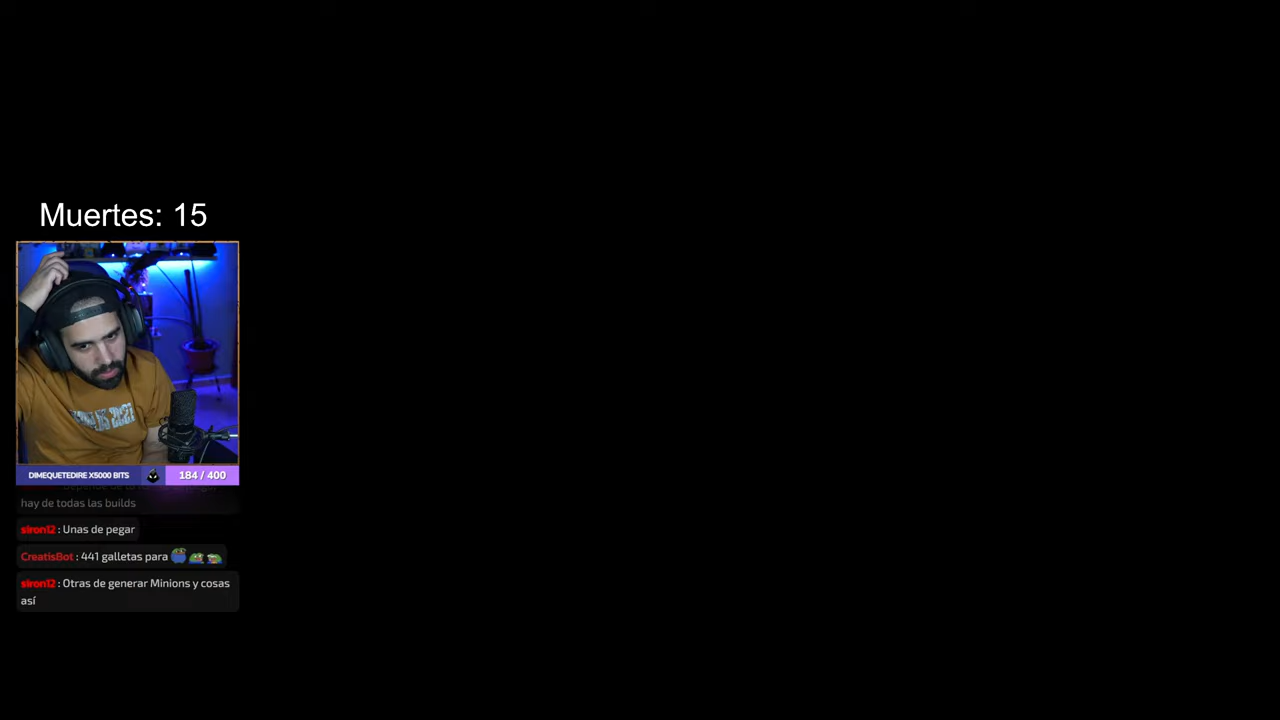 Muertes: 15
DIMEQUETEDIRE X5000 BITS
184 / 400
hay de todas las builds
siron12 : Unas de pegar
CreatisBot : 441 galletas para
siron12 : Otras de generar Minions y cosas
así